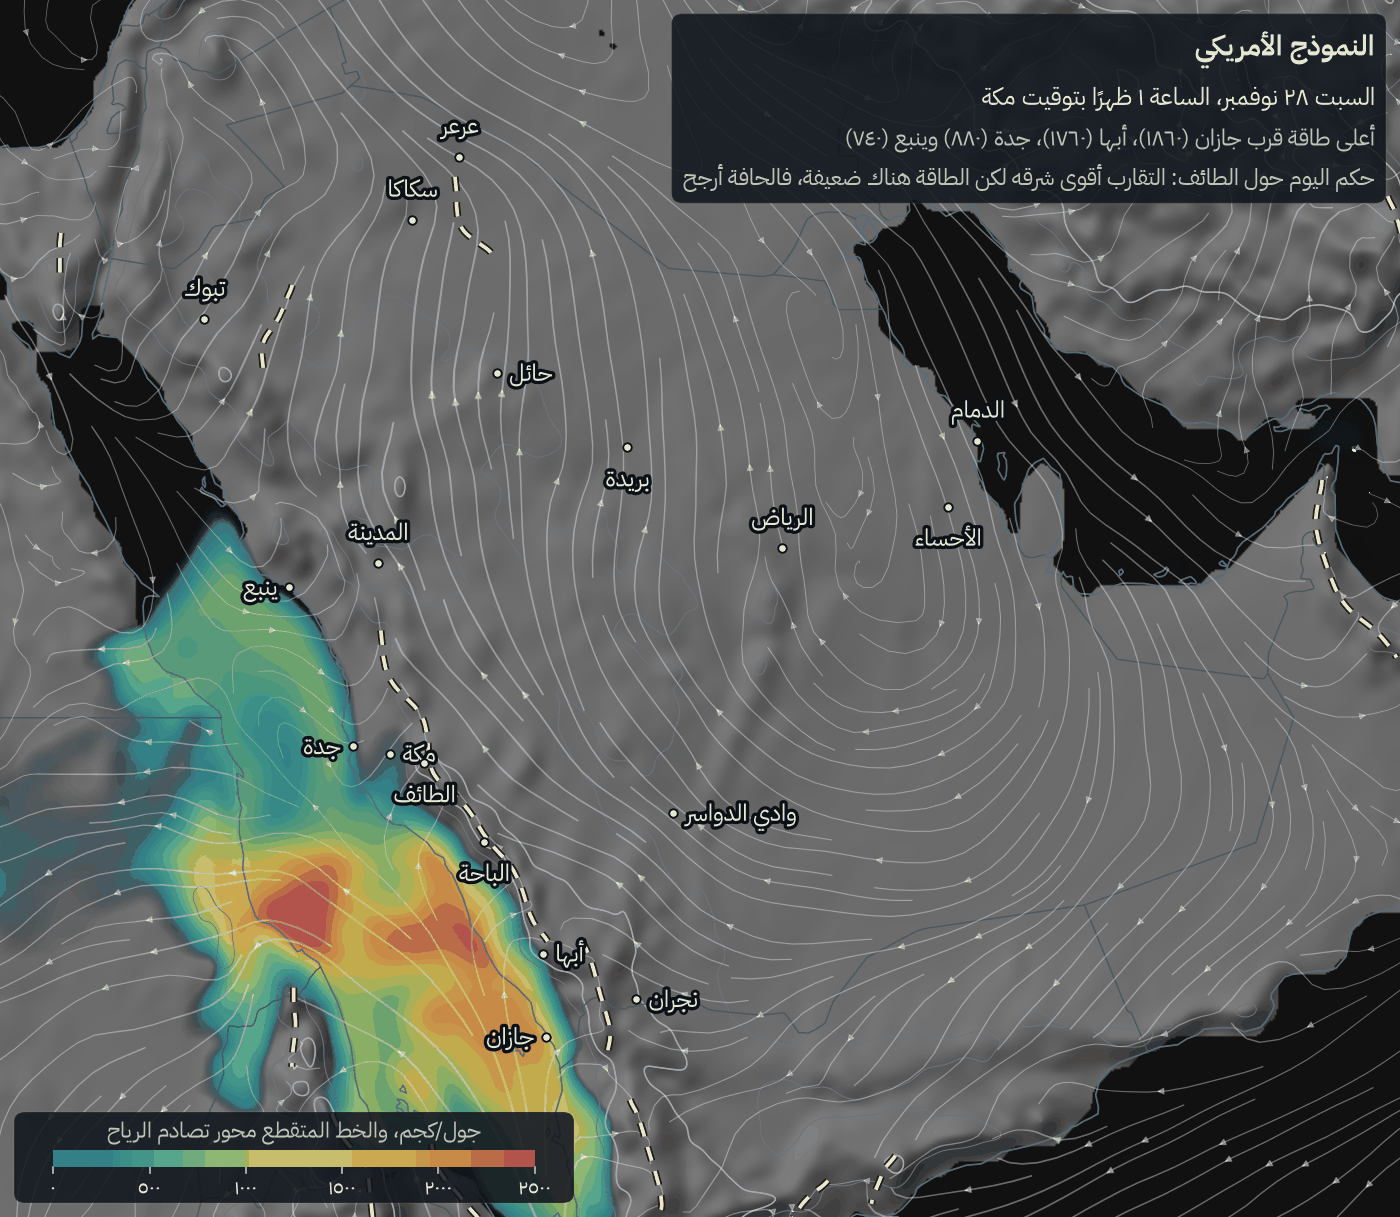 النموذج الأمريكي
السبت ٢٨ نوفمبر، الساعة ١ ظهرًا بتوقيت مكة
أعلى طاقة قرب جازان (١٨٦٠)، أبها (١٧٦٠)، جدة (٨٨٠) وينبع (٧٤٠)
حكم اليوم حول الطائف: التقارب أقوى شرقه لكن الطاقة هناك ضعيفة، فالحافة أرجح
عرعر
سكاكا
تبوك
حائل
الدمام
بريدة
الرياض
المدينة
الأحساء
ينبع
جدة
مكة
الطائف
وادي الدواسر
الباحة
أبها
نجران
جازان
جول/كجم، والخط المتقطع محور تصادم الرياح
٠ ٥٠٠ ١٠٠٠ ١٥٠٠ ٢٠٠٠ ٢٥٠٠